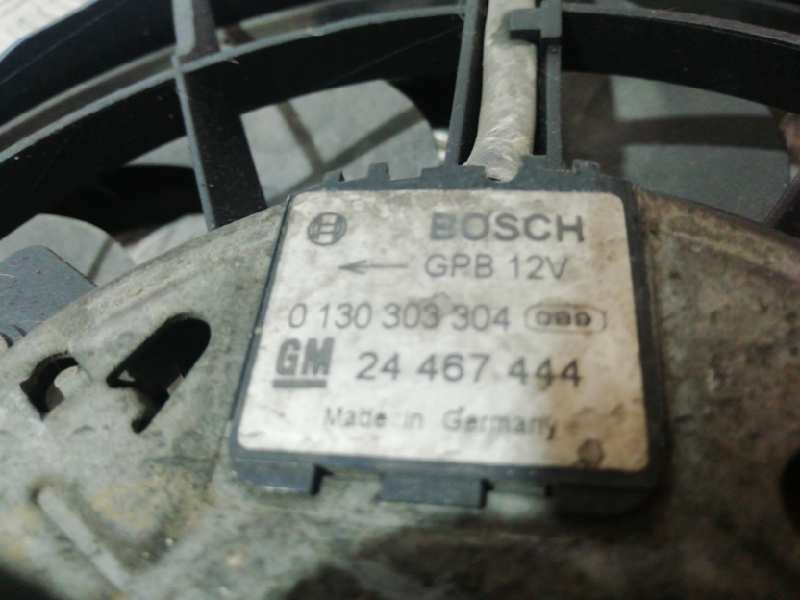 BOSCH
← GPB 12V
0 130 303 304
GM 24 467 444
Made in Germany